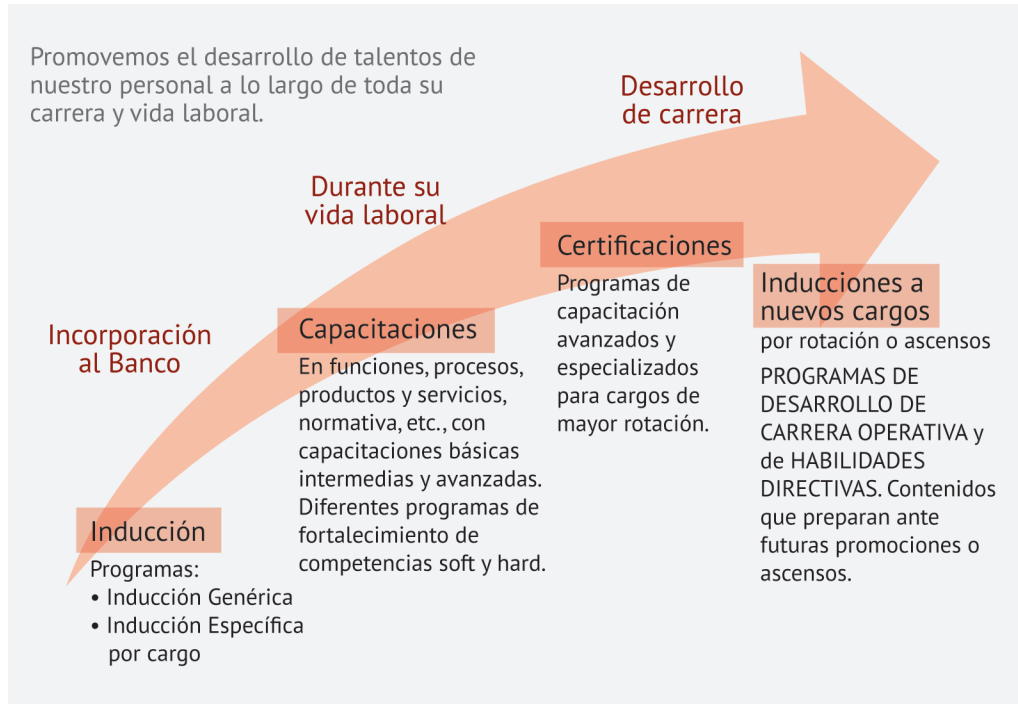 Promovemos el desarrollo de talentos de
nuestro personal a lo largo de toda su
carrera y vida laboral.
Incorporación
al Banco
Inducción
Programas:
• Inducción Genérica
• Inducción Específica
por cargo
Durante su
vida laboral
Capacitaciones
En funciones, procesos,
productos y servicios,
normativa, etc., con
capacitaciones básicas
intermedias y avanzadas.
Diferentes programas de
fortalecimiento de
competencias soft y hard.
Certificaciones
Programas de
capacitación
avanzados y
especializados
para cargos de
mayor rotación.
Desarrollo
de carrera
Inducciones a
nuevos cargos
por rotación o ascensos
PROGRAMAS DE
DESARROLLO DE
CARRERA OPERATIVA y
de HABILIDADES
DIRECTIVAS. Contenidos
que preparan ante
futuras promociones o
ascensos.